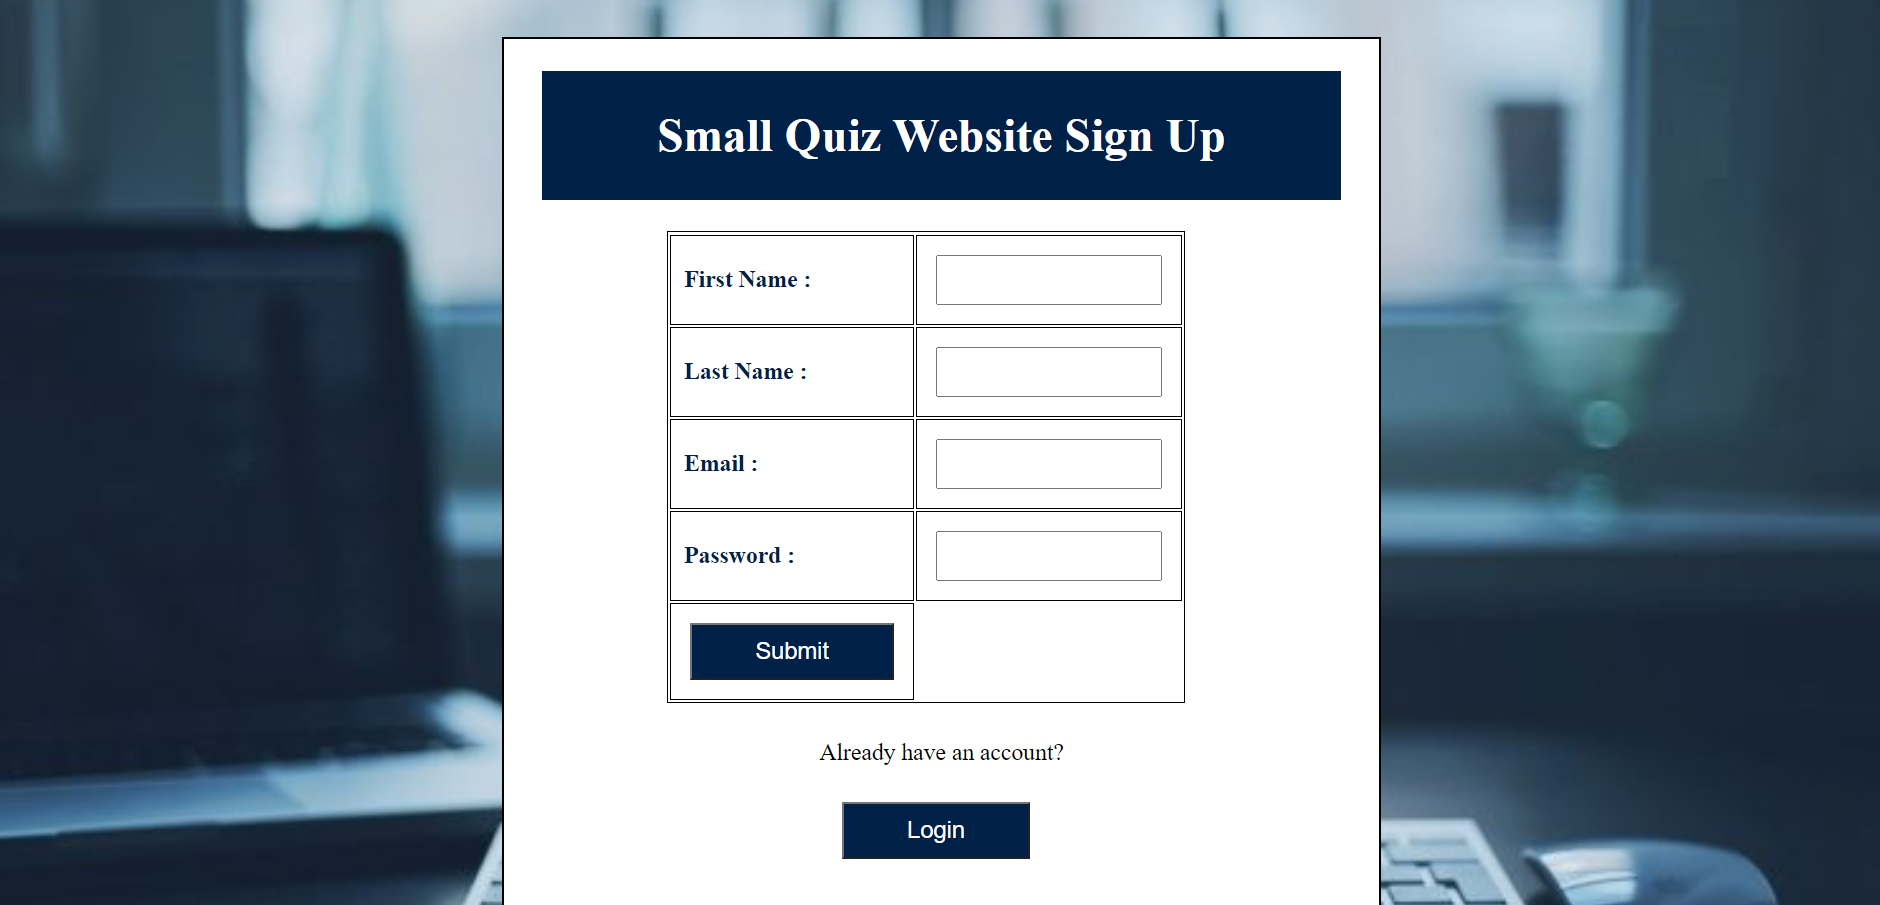 Small Quiz Website Sign Up
First Name :
Last Name :
Email :
Password :
Submit
Already have an account?
Login